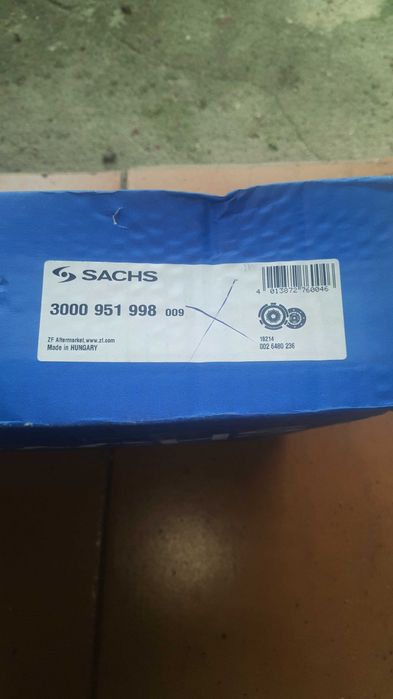 SACHS
4 013872 760046
3000 951 998 009
ZF Aftermarket, www.zf.com
Made in HUNGARY
18214
002 6480 236